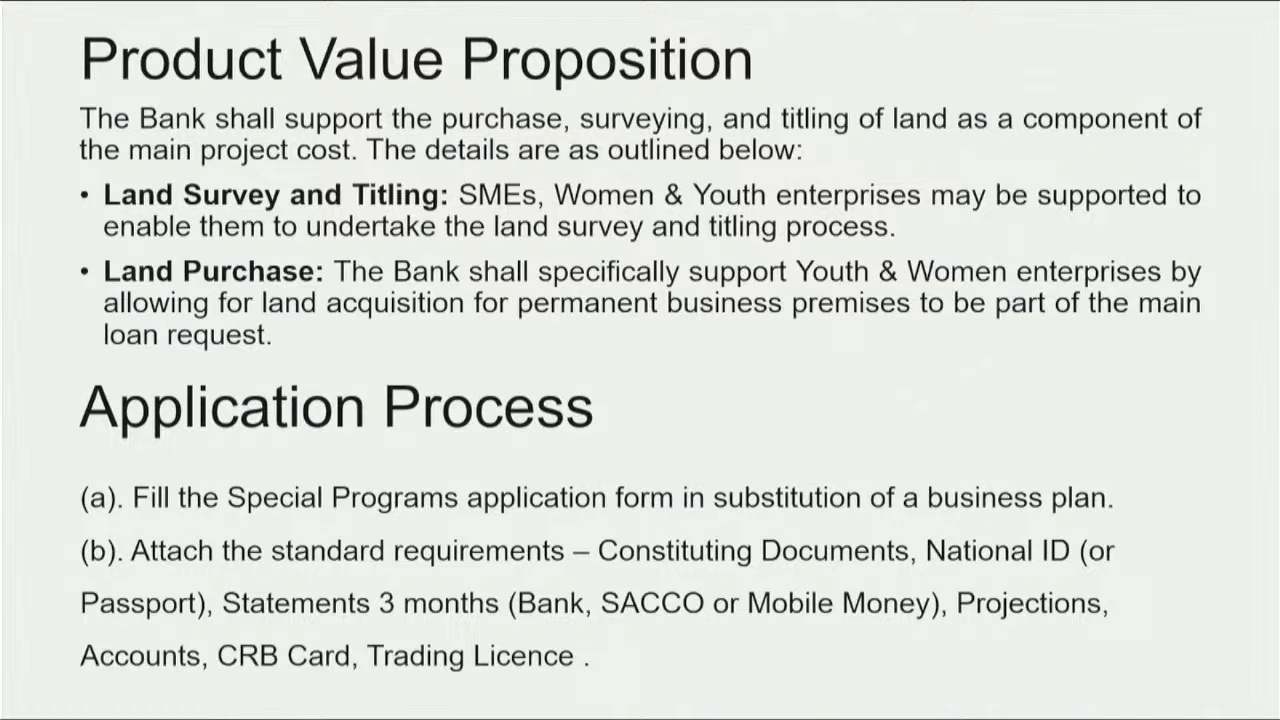 Product Value Proposition
The Bank shall support the purchase, surveying, and titling of land as a component of
the main project cost. The details are as outlined below:
• Land Survey and Titling: SMEs, Women & Youth enterprises may be supported to
enable them to undertake the land survey and titling process.
• Land Purchase: The Bank shall specifically support Youth & Women enterprises by
allowing for land acquisition for permanent business premises to be part of the main
loan request.
Application Process
(a). Fill the Special Programs application form in substitution of a business plan.
(b). Attach the standard requirements – Constituting Documents, National ID (or
Passport), Statements 3 months (Bank, SACCO or Mobile Money), Projections,
Accounts, CRB Card, Trading Licence .